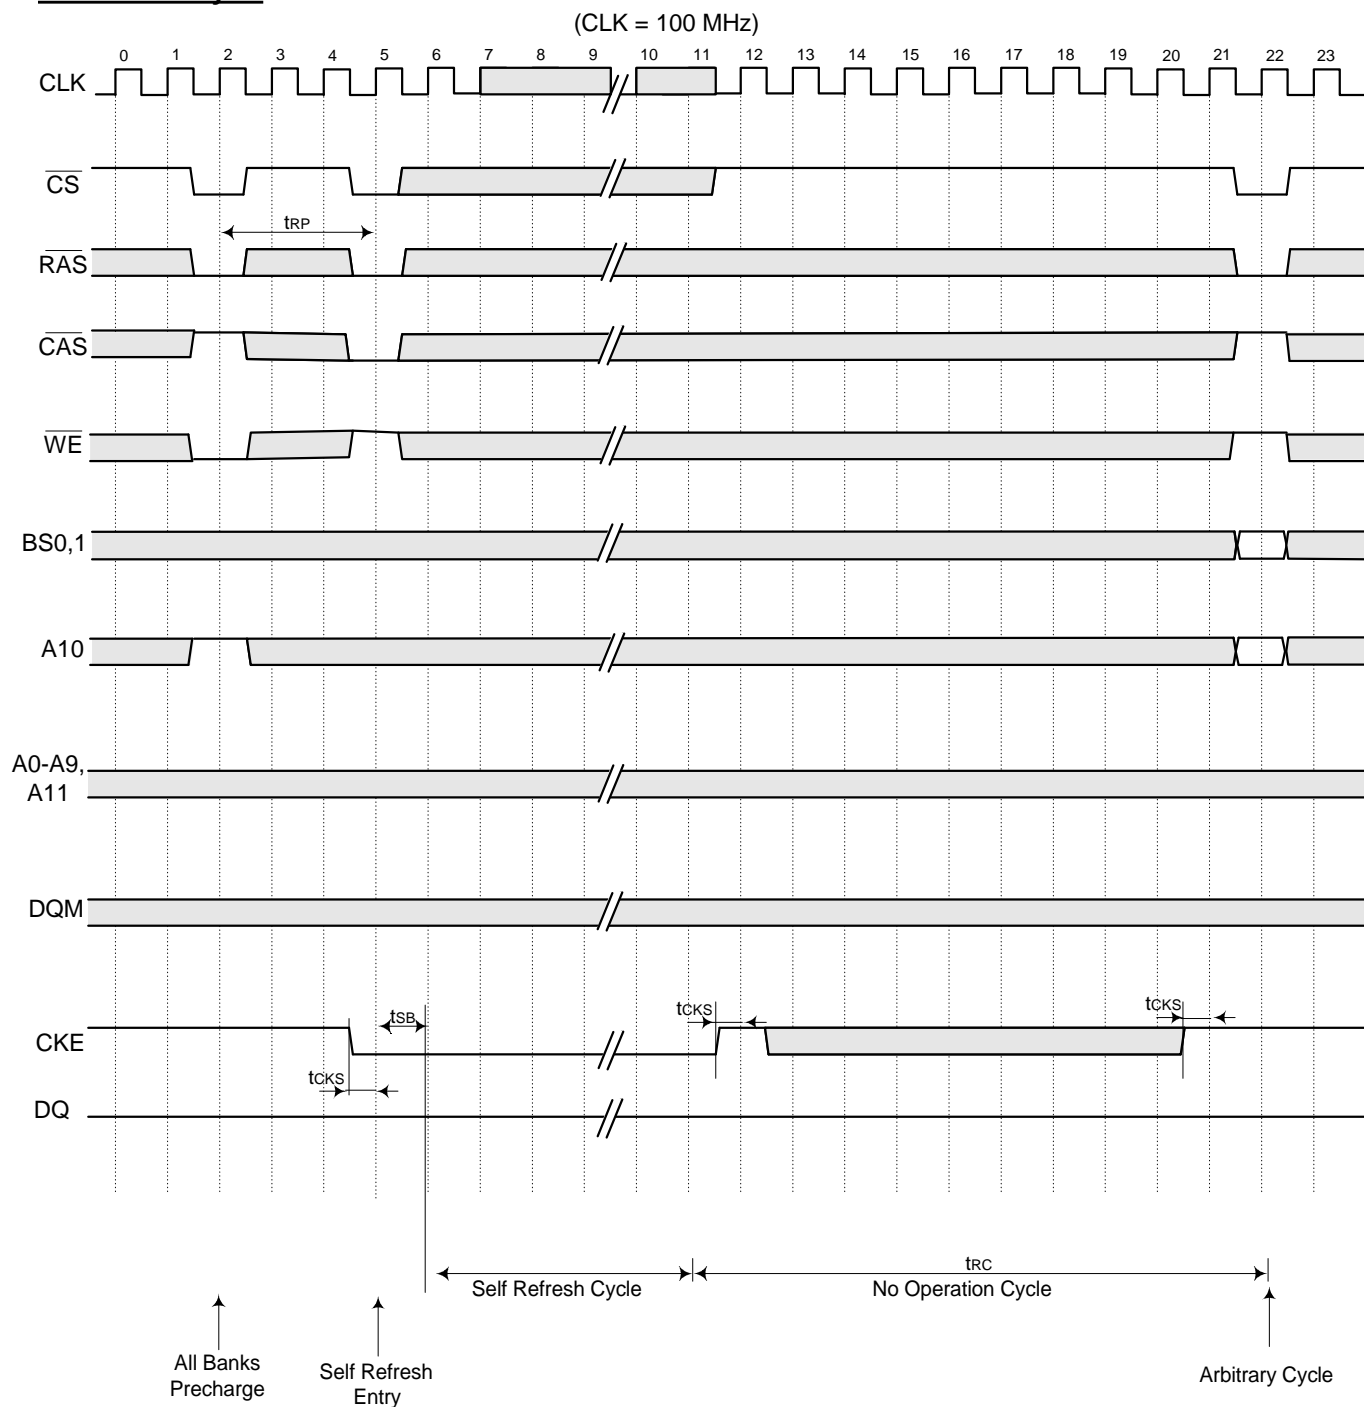 (CLK = 100 MHz)
0 1 2 3 4 5 6 7 8 9 10 11 12 13 14 15 16 17 18 19 20 21 22 23
CLK
CS
tRP
RAS
CAS
WE
BS0,1
A10
A0-A9,
A11
DQM
tSB
tCKS
tCKS
CKE
tCKS
DQ
tRC
Self Refresh Cycle
No Operation Cycle
All Banks
Precharge
Self Refresh
Entry
Arbitrary Cycle